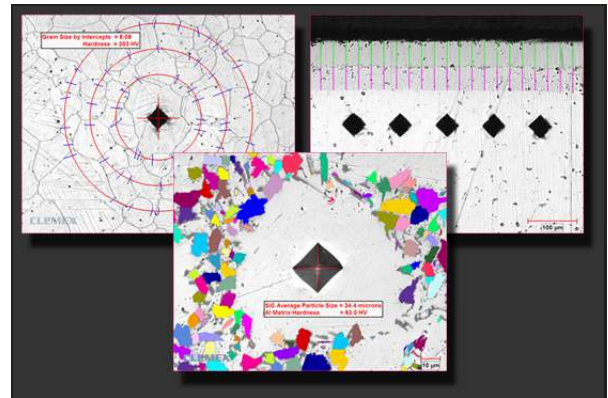 Grain Size by Intercepts = 6.09
Hardness = 353 HV
CLEMEX
100 µm
SiC Average Particle Size = 34.4 microns
Al Matrix Hardness = 63.0 HV
CLEMEX
10 µm